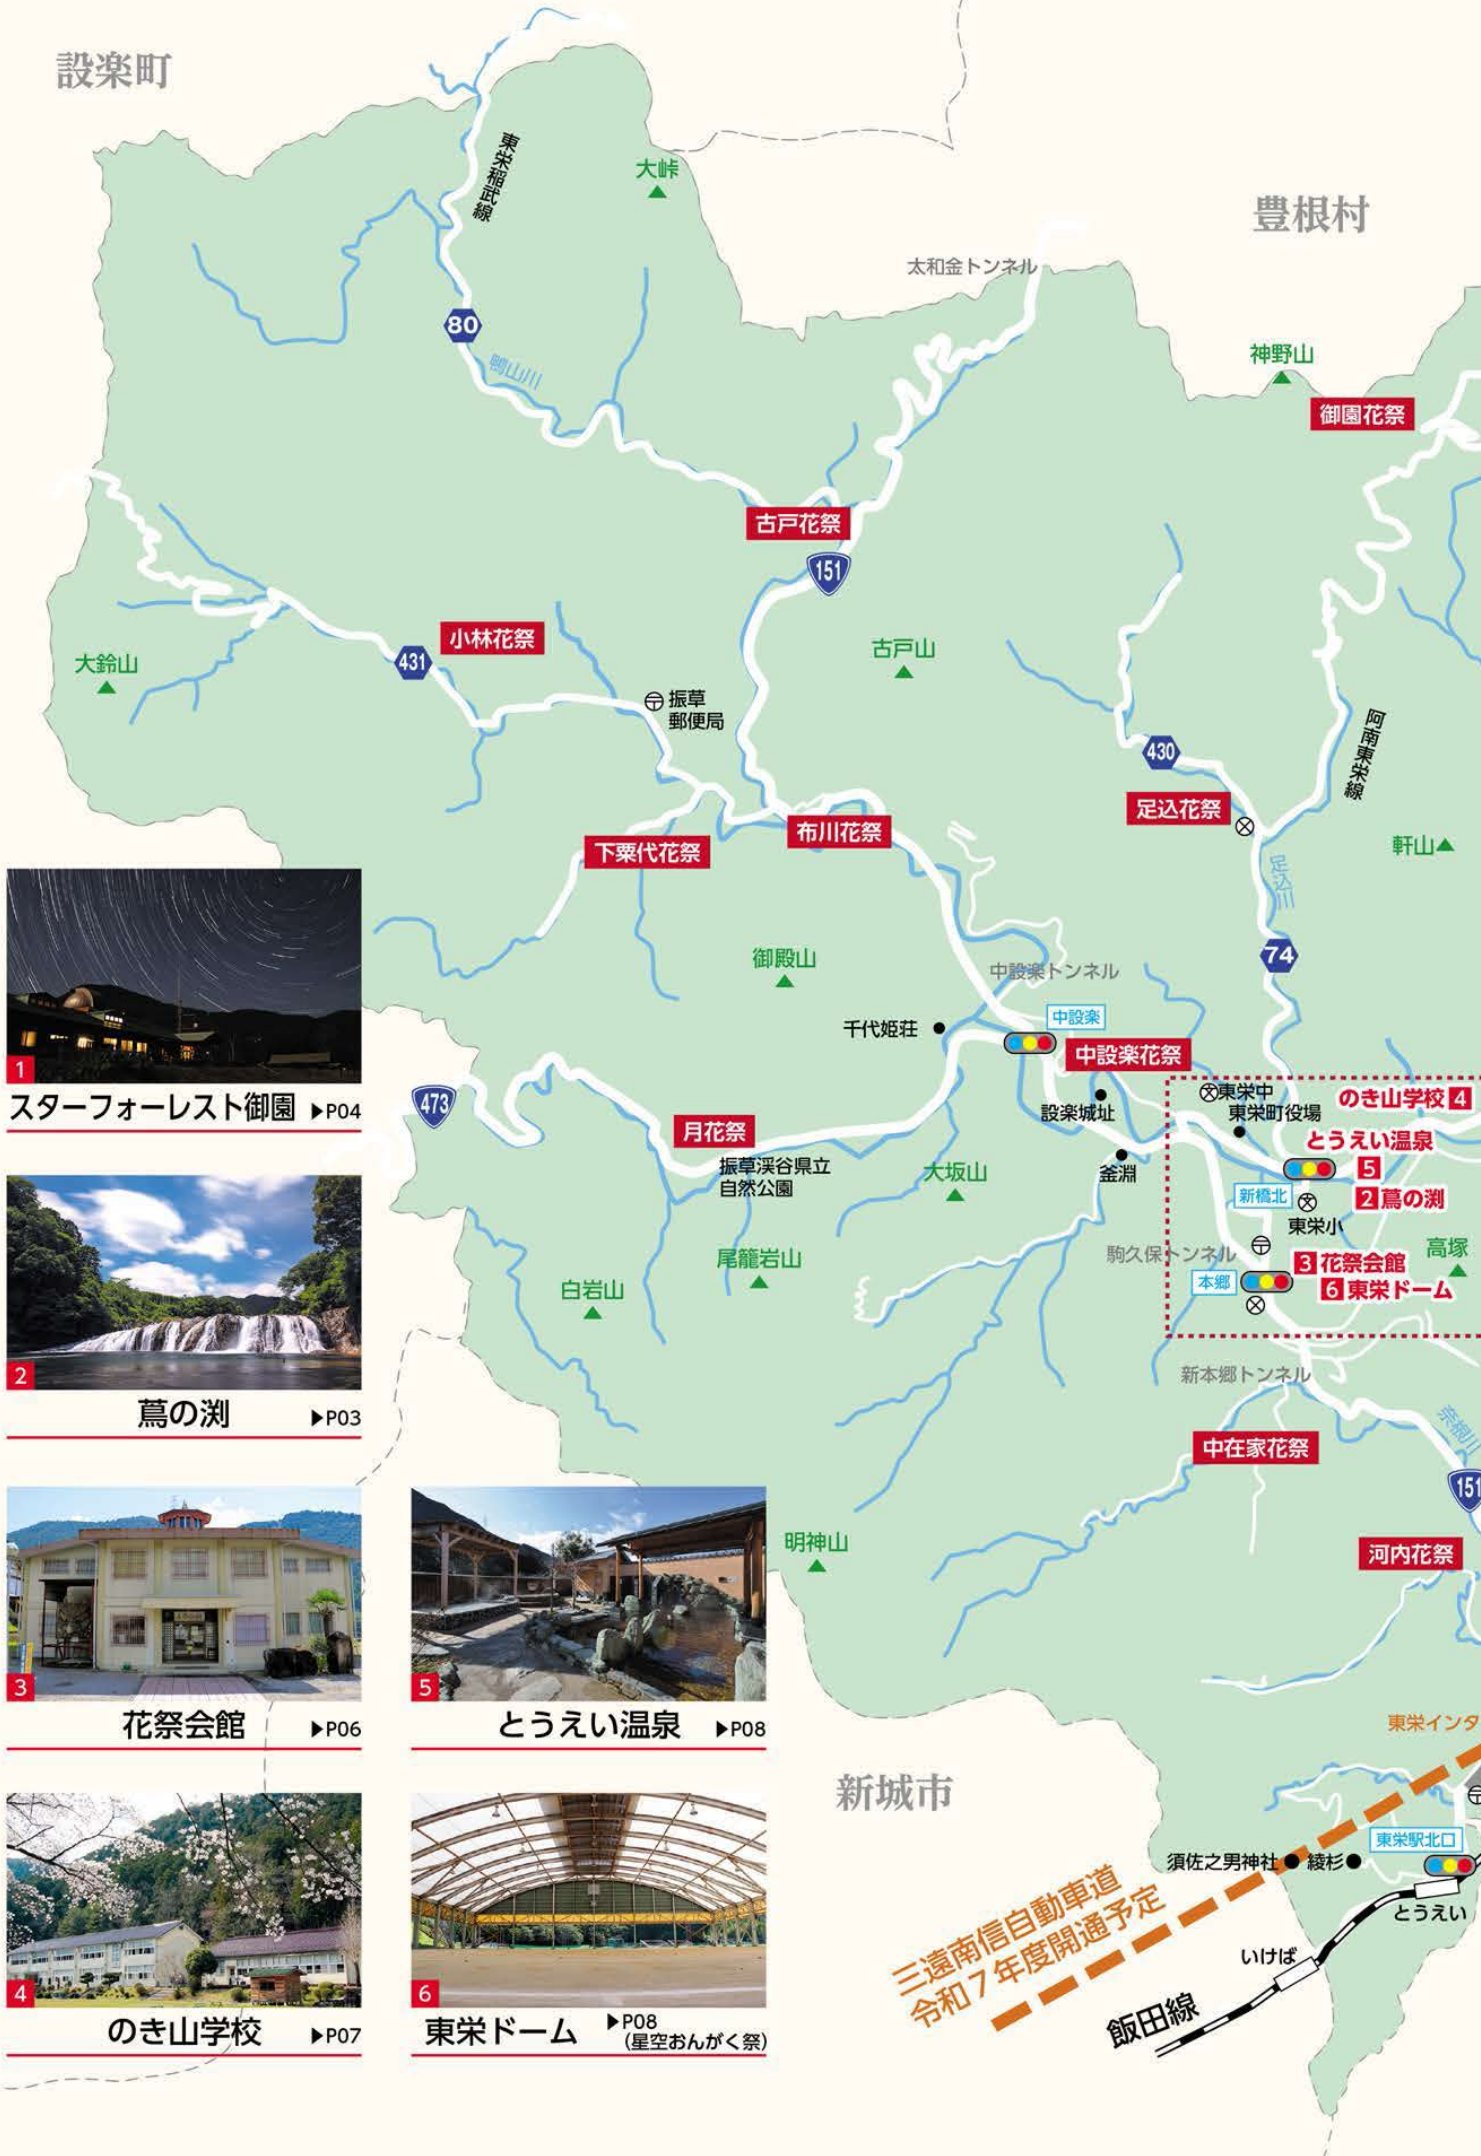 設楽町
東栄稲武線
大峠
豊根村
太和金トンネル
80
鴨山川
神野山
御園花祭
古戸花祭
151
小林花祭
431
大鈴山
古戸山
振草
郵便局
430
阿南東栄線
足込花祭
布川花祭
下粟代花祭
軒山
足込川
74
御殿山
中設楽トンネル
千代姫荘
中設楽
中設楽花祭
1
スターフォーレスト御園 ▶P04
473
設楽城址
東栄中
東栄町役場
のき山学校 4
とうえい温泉
5
月花祭
振草渓谷県立
自然公園
大坂山
釜淵
新橋北
2 蔦の渕
東栄小
尾籠岩山
駒久保トンネル
高塚
白岩山
本郷
3 花祭会館
6 東栄ドーム
2
蔦の渕 ▶P03
新本郷トンネル
奈根川
中在家花祭
151
明神山
河内花祭
3
花祭会館 ▶P06
5
とうえい温泉 ▶P08
東栄インタ
新城市
東栄駅北口
須佐之男神社
綾杉
とうえい
三遠南信自動車道
令和7年度開通予定
いけば
飯田線
4
のき山学校 ▶P07
6
東栄ドーム ▶P08
(星空おんがく祭)